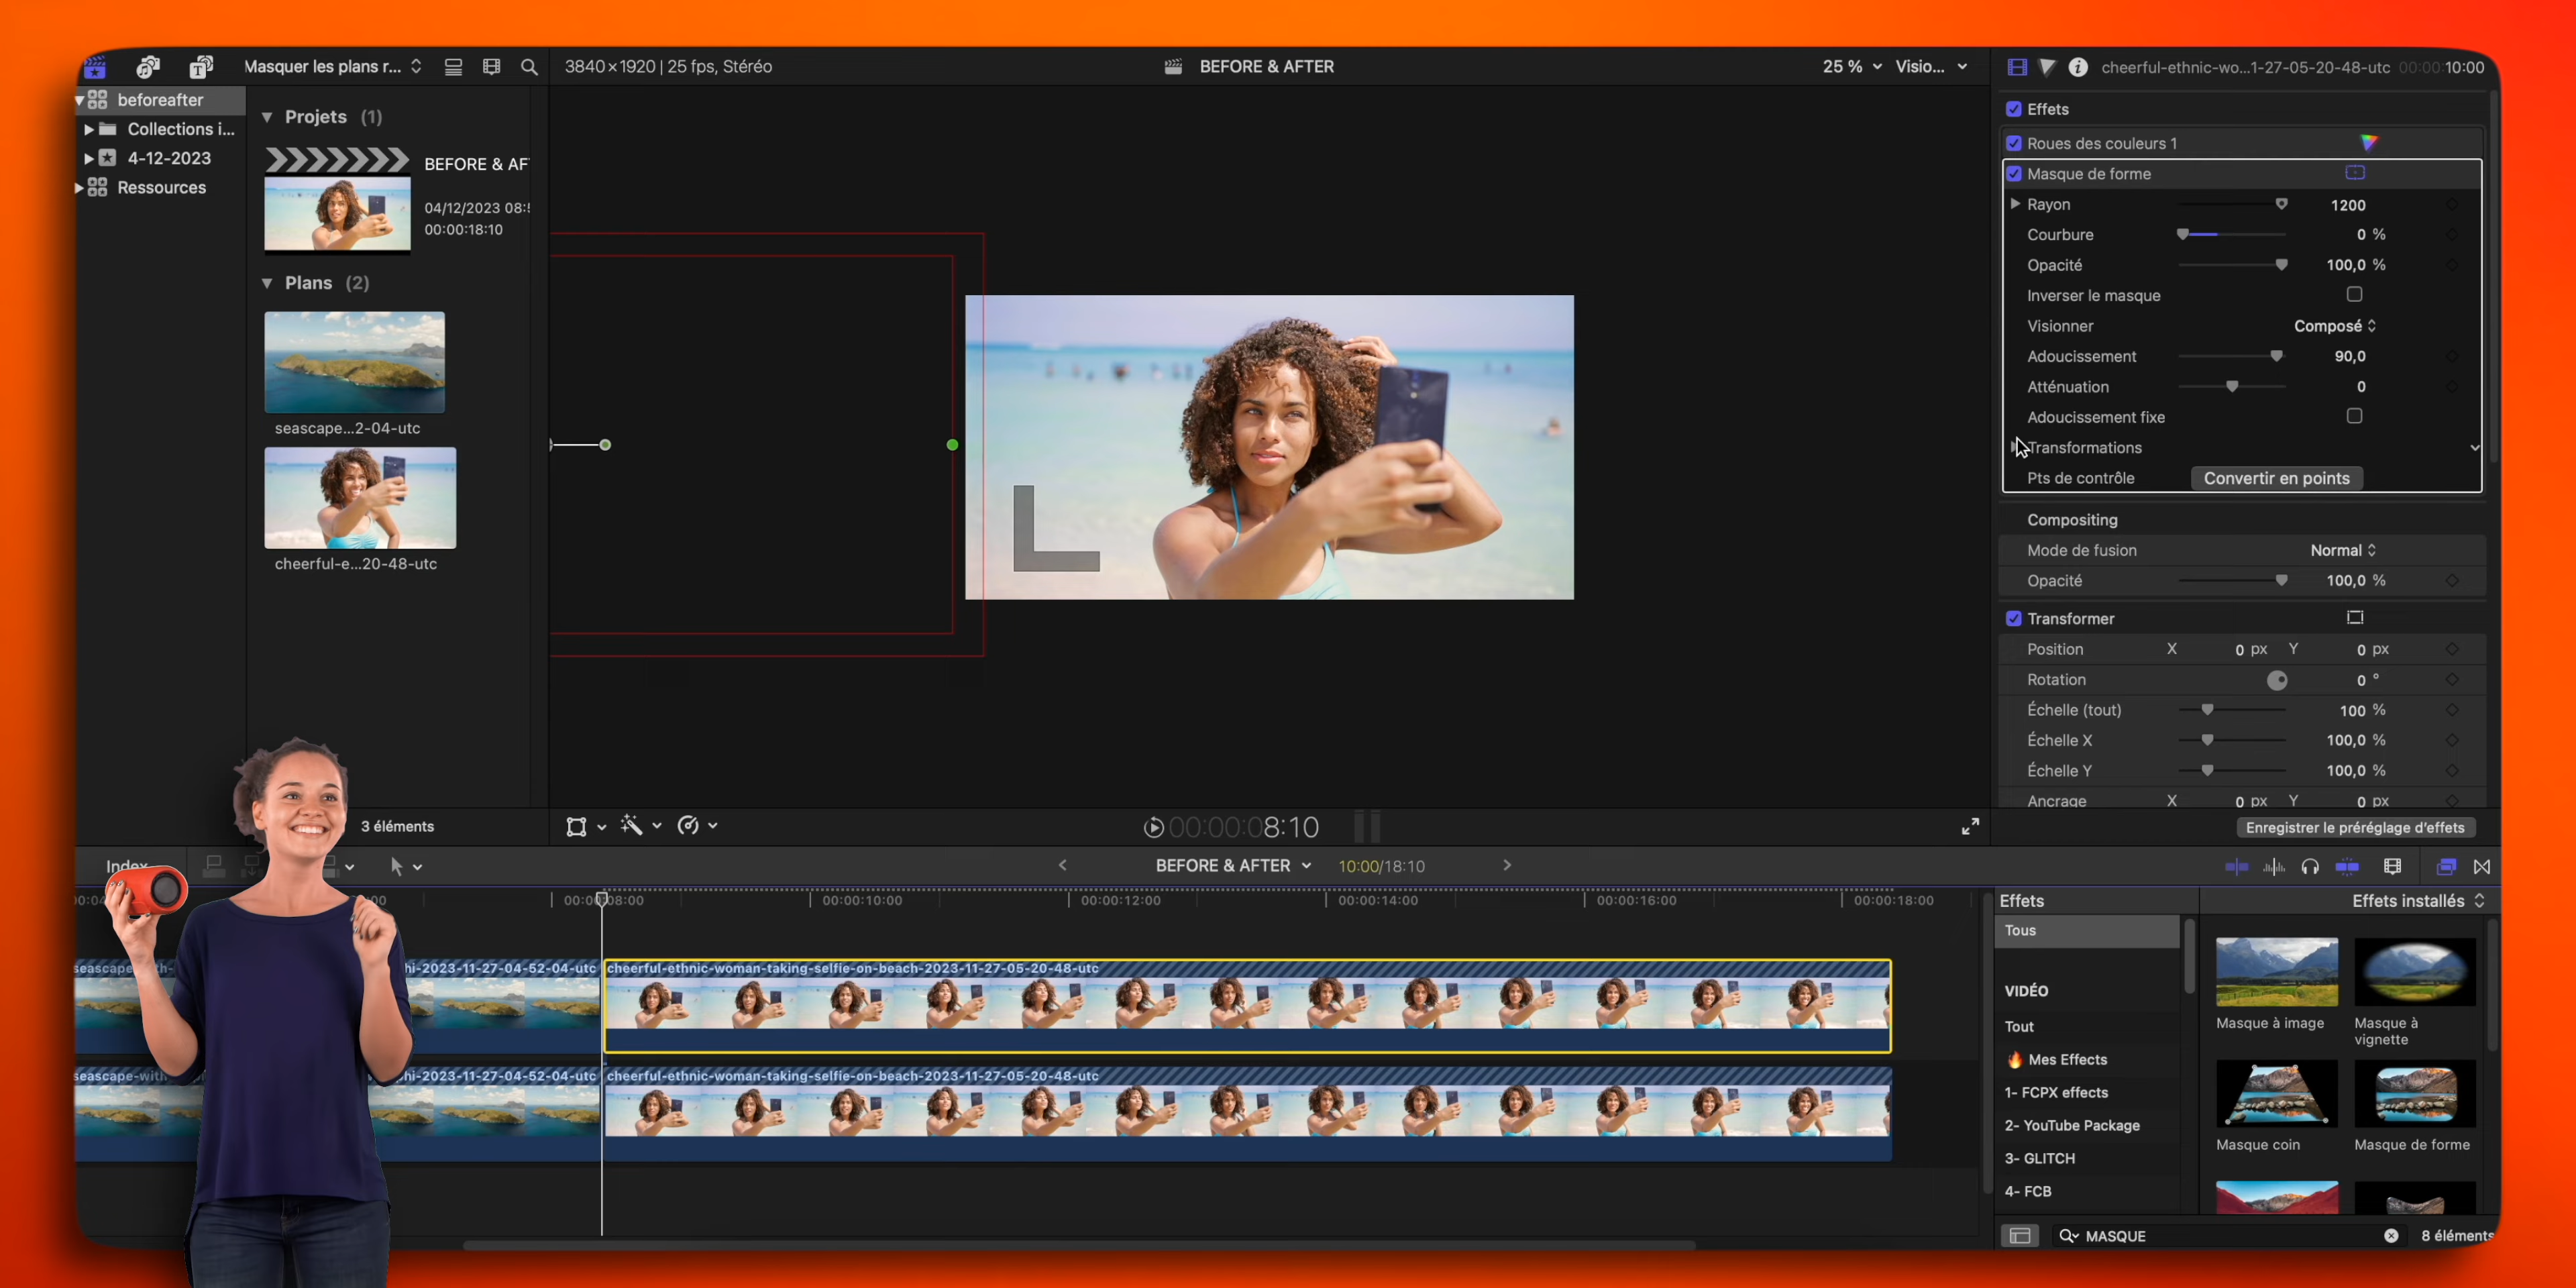 Masquer les plans r...
3840×1920 | 25 fps, Stéréo
BEFORE & AFTER
25 %
Visio...
cheerful-ethnic-wo...1-27-05-20-48-utc
00:00:10:00
beforeafter
Collections i...
4-12-2023
Ressources
Projets (1)
BEFORE & AF
04/12/2023 08:
00:00:18:10
Plans (2)
seascape...2-04-utc
cheerful-e...20-48-utc
3 éléments
Effets
Roues des couleurs 1
Masque de forme
Rayon 1200
Courbure 0 %
Opacité 100,0 %
Inverser le masque
Visionner Composé
Adoucissement 90,0
Atténuation 0
Adoucissement fixe
Transformations
Pts de contrôle Convertir en points
Compositing
Mode de fusion Normal
Opacité 100,0 %
Transformer
Position X 0 px Y 0 px
Rotation 0 °
Échelle (tout) 100 %
Échelle X 100,0 %
Échelle Y 100,0 %
Ancrage X 0 px Y 0 px
Enregistrer le préréglage d'effets
00:00:08:10
Index
BEFORE & AFTER
10:00/18:10
00:00:10:00
00:00:12:00
00:00:14:00
00:00:16:00
00:00:18:00
hi-2023-11-27-04-52-04-utc
cheerful-ethnic-woman-taking-selfie-on-beach-2023-11-27-05-20-48-utc
seascape-with-
hi-2023-11-27-04-52-04-utc
cheerful-ethnic-woman-taking-selfie-on-beach-2023-11-27-05-20-48-utc
Effets
Effets installés
Tous
VIDÉO
Tout
🔥 Mes Effects
1- FCPX effects
2- YouTube Package
3- GLITCH
4- FCB
Masque à image
Masque à
vignette
Masque coin
Masque de forme
MASQUE
8 éléments